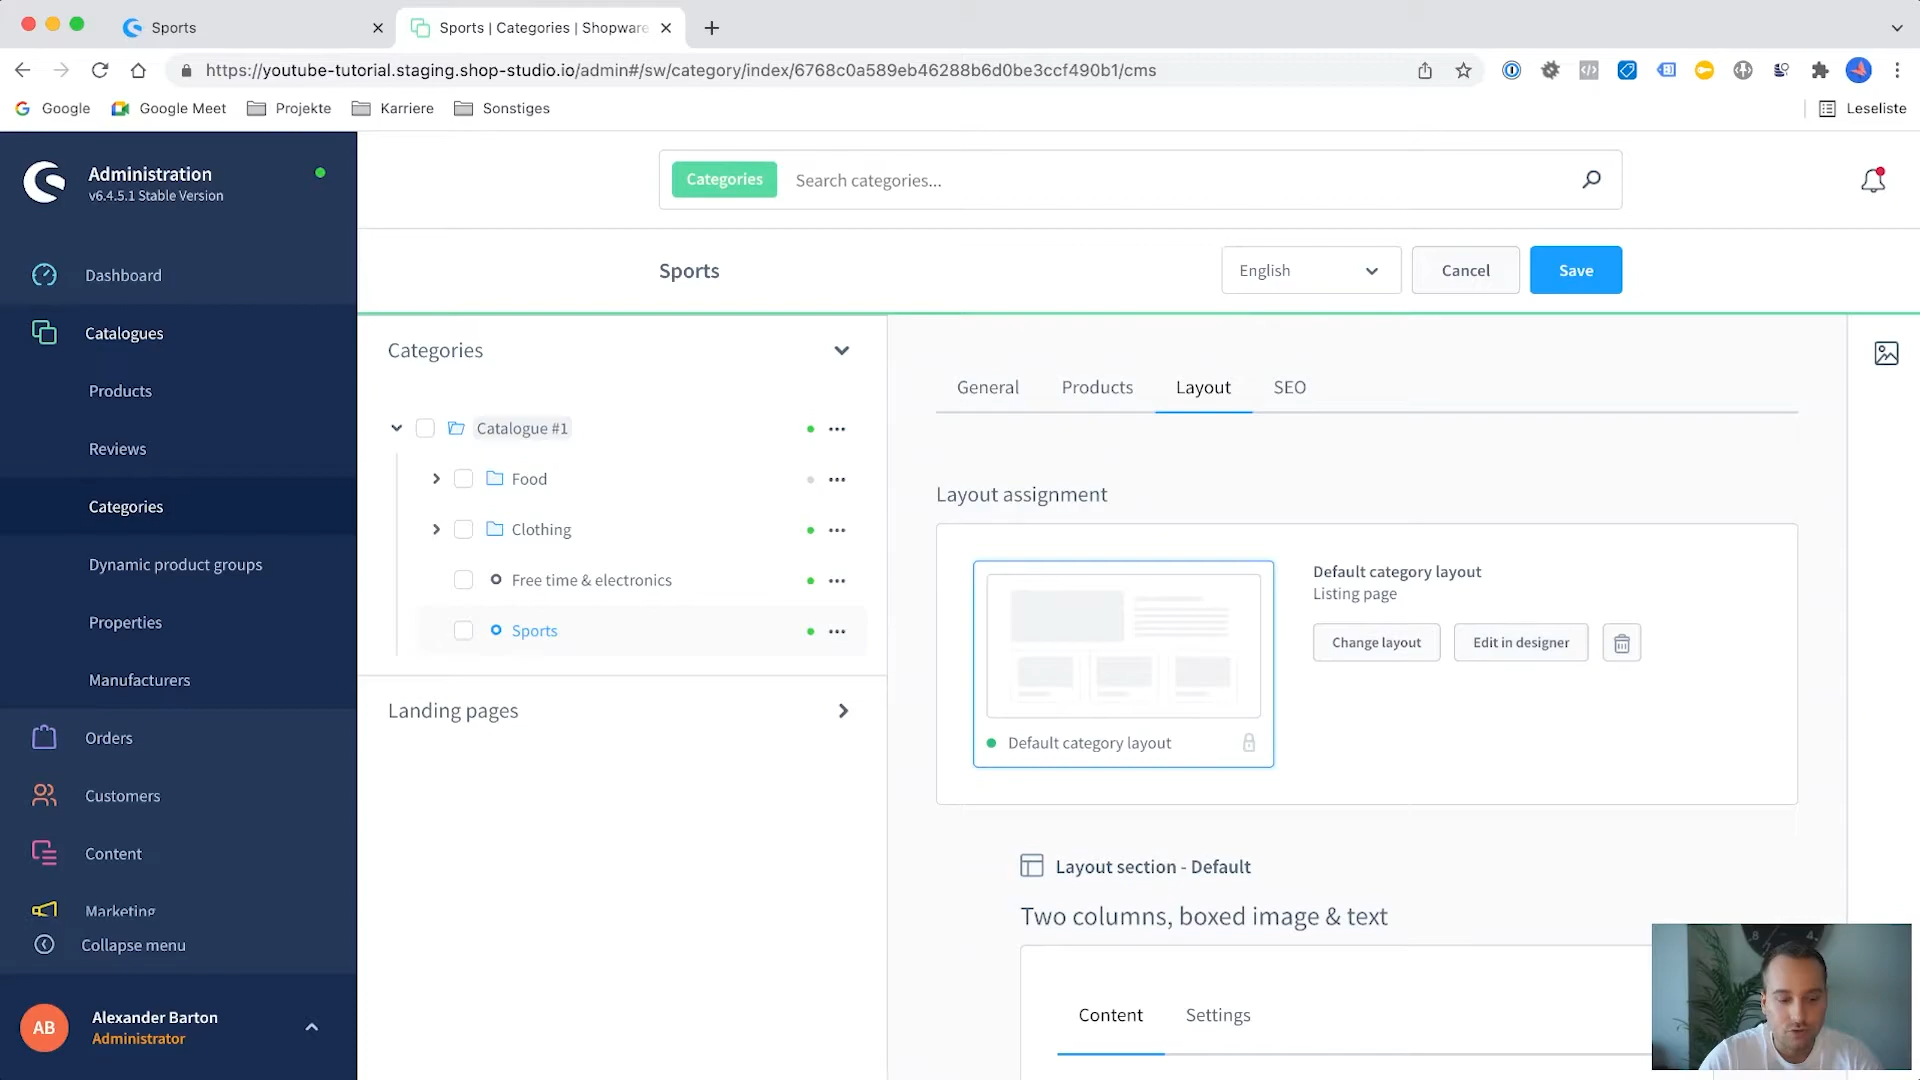 Sports
Sports | Categories | Shopware
https://youtube-tutorial.staging.shop-studio.io/admin#/sw/category/index/6768c0a589eb46288b6d0be3ccf490b1/cms
Google
Google Meet
Projekte
Karriere
Sonstiges
Leseliste
Administration
v6.4.5.1 Stable Version
Categories
Search categories...
Sports
English
Cancel
Save
Dashboard
Catalogues
Products
Reviews
Categories
Dynamic product groups
Properties
Manufacturers
Orders
Customers
Content
Marketing
Collapse menu
AB
Alexander Barton
Administrator
Categories
Catalogue #1
Food
Clothing
Free time & electronics
Sports
Landing pages
General
Products
Layout
SEO
Layout assignment
Default category layout
Default category layout
Listing page
Change layout
Edit in designer
Layout section - Default
Two columns, boxed image & text
Content
Settings